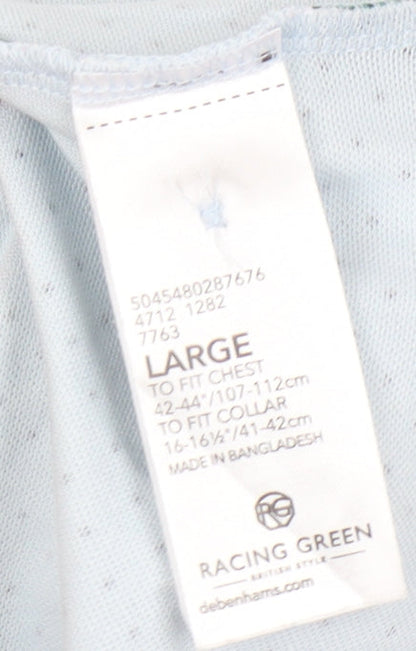 5045480287676
4712 1282
7763
LARGE
TO FIT CHEST
42-44"/107-112cm
TO FIT COLLAR
16-16½"/41-42cm
MADE IN BANGLADESH
RG
RACING GREEN
BRITISH STYLE
debenhams.com